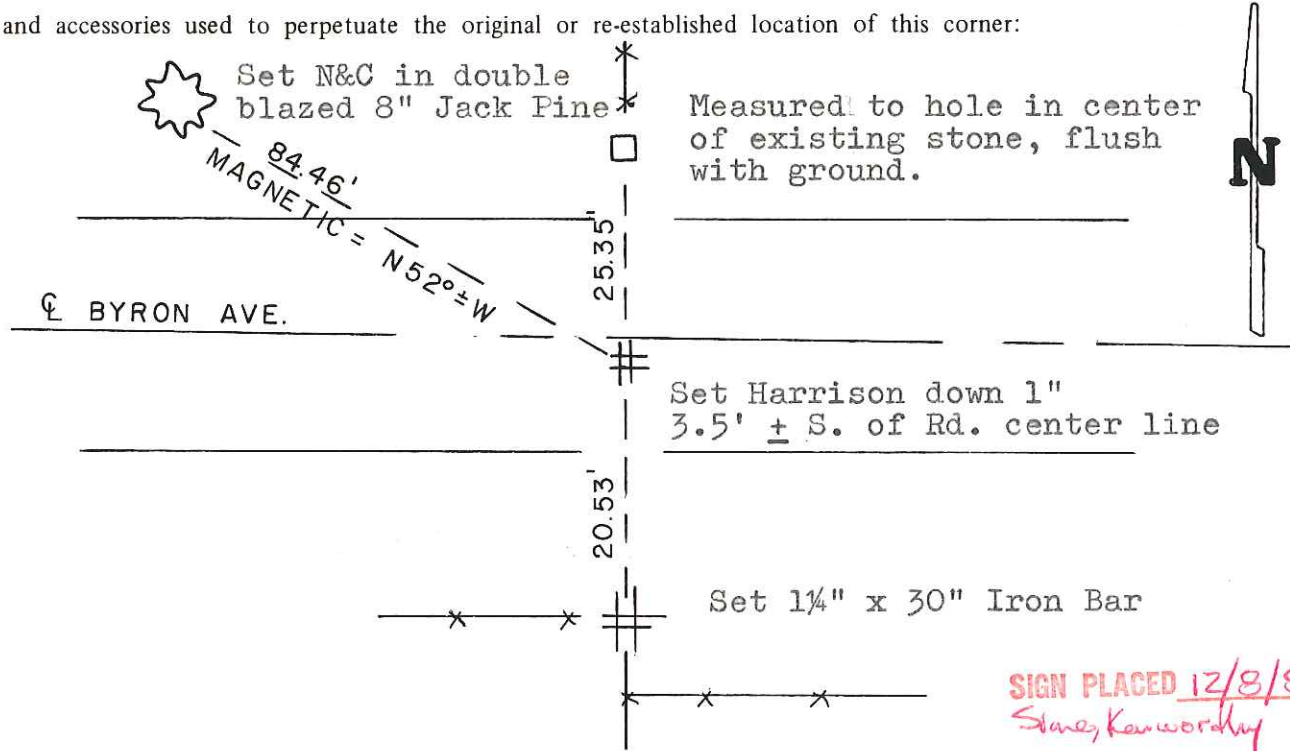 and accessories used to perpetuate the original or re-established location of this corner:
Set N&C in double
blazed 8" Jack Pine
Measured to hole in center
of existing stone, flush
with ground.
N
84.46'
MAGNETIC = N52°±W
25.35'
℄ BYRON AVE.
Set Harrison down 1"
3.5' ± S. of Rd. center line
20.53'
Set 1¼" x 30" Iron Bar
SIGN PLACED 12/8/8
Kenworthy